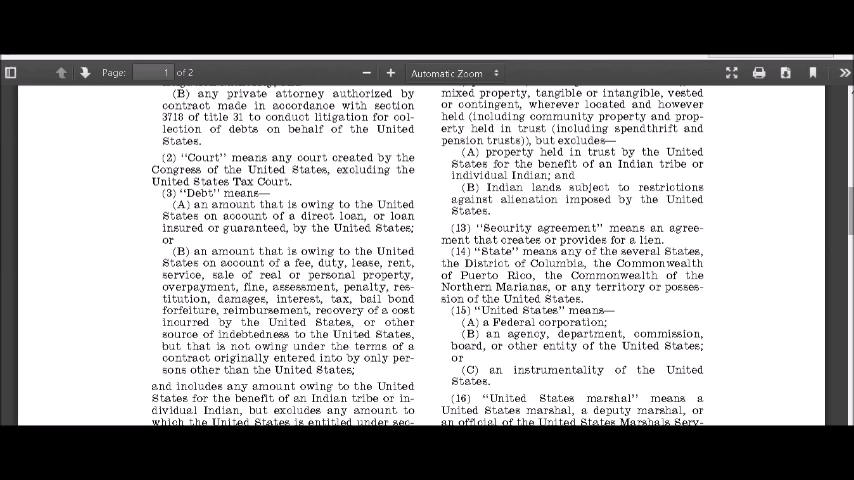 Page: 1 of 2
Automatic Zoom
(B) any private attorney authorized by
contract made in accordance with section
3718 of title 31 to conduct litigation for col-
lection of debts on behalf of the United
States.
(2) "Court" means any court created by the
Congress of the United States, excluding the
United States Tax Court.
(3) "Debt" means—
(A) an amount that is owing to the United
States on account of a direct loan, or loan
insured or guaranteed, by the United States;
or
(B) an amount that is owing to the United
States on account of a fee, duty, lease, rent,
service, sale of real or personal property,
overpayment, fine, assessment, penalty, res-
titution, damages, interest, tax, bail bond
forfeiture, reimbursement, recovery of a cost
incurred by the United States, or other
source of indebtedness to the United States,
but that is not owing under the terms of a
contract originally entered into by only per-
sons other than the United States;
and includes any amount owing to the United
States for the benefit of an Indian tribe or in-
dividual Indian, but excludes any amount to
which the United States is entitled under sec-
mixed property, tangible or intangible, vested
or contingent, wherever located and however
held (including community property and prop-
erty held in trust (including spendthrift and
pension trusts)), but excludes—
(A) property held in trust by the United
States for the benefit of an Indian tribe or
individual Indian; and
(B) Indian lands subject to restrictions
against alienation imposed by the United
States.
(13) "Security agreement" means an agree-
ment that creates or provides for a lien.
(14) "State" means any of the several States,
the District of Columbia, the Commonwealth
of Puerto Rico, the Commonwealth of the
Northern Marianas, or any territory or posses-
sion of the United States.
(15) "United States" means—
(A) a Federal corporation;
(B) an agency, department, commission,
board, or other entity of the United States;
or
(C) an instrumentality of the United
States.
(16) "United States marshal" means a
United States marshal, a deputy marshal, or
an official of the United States Marshals Serv-